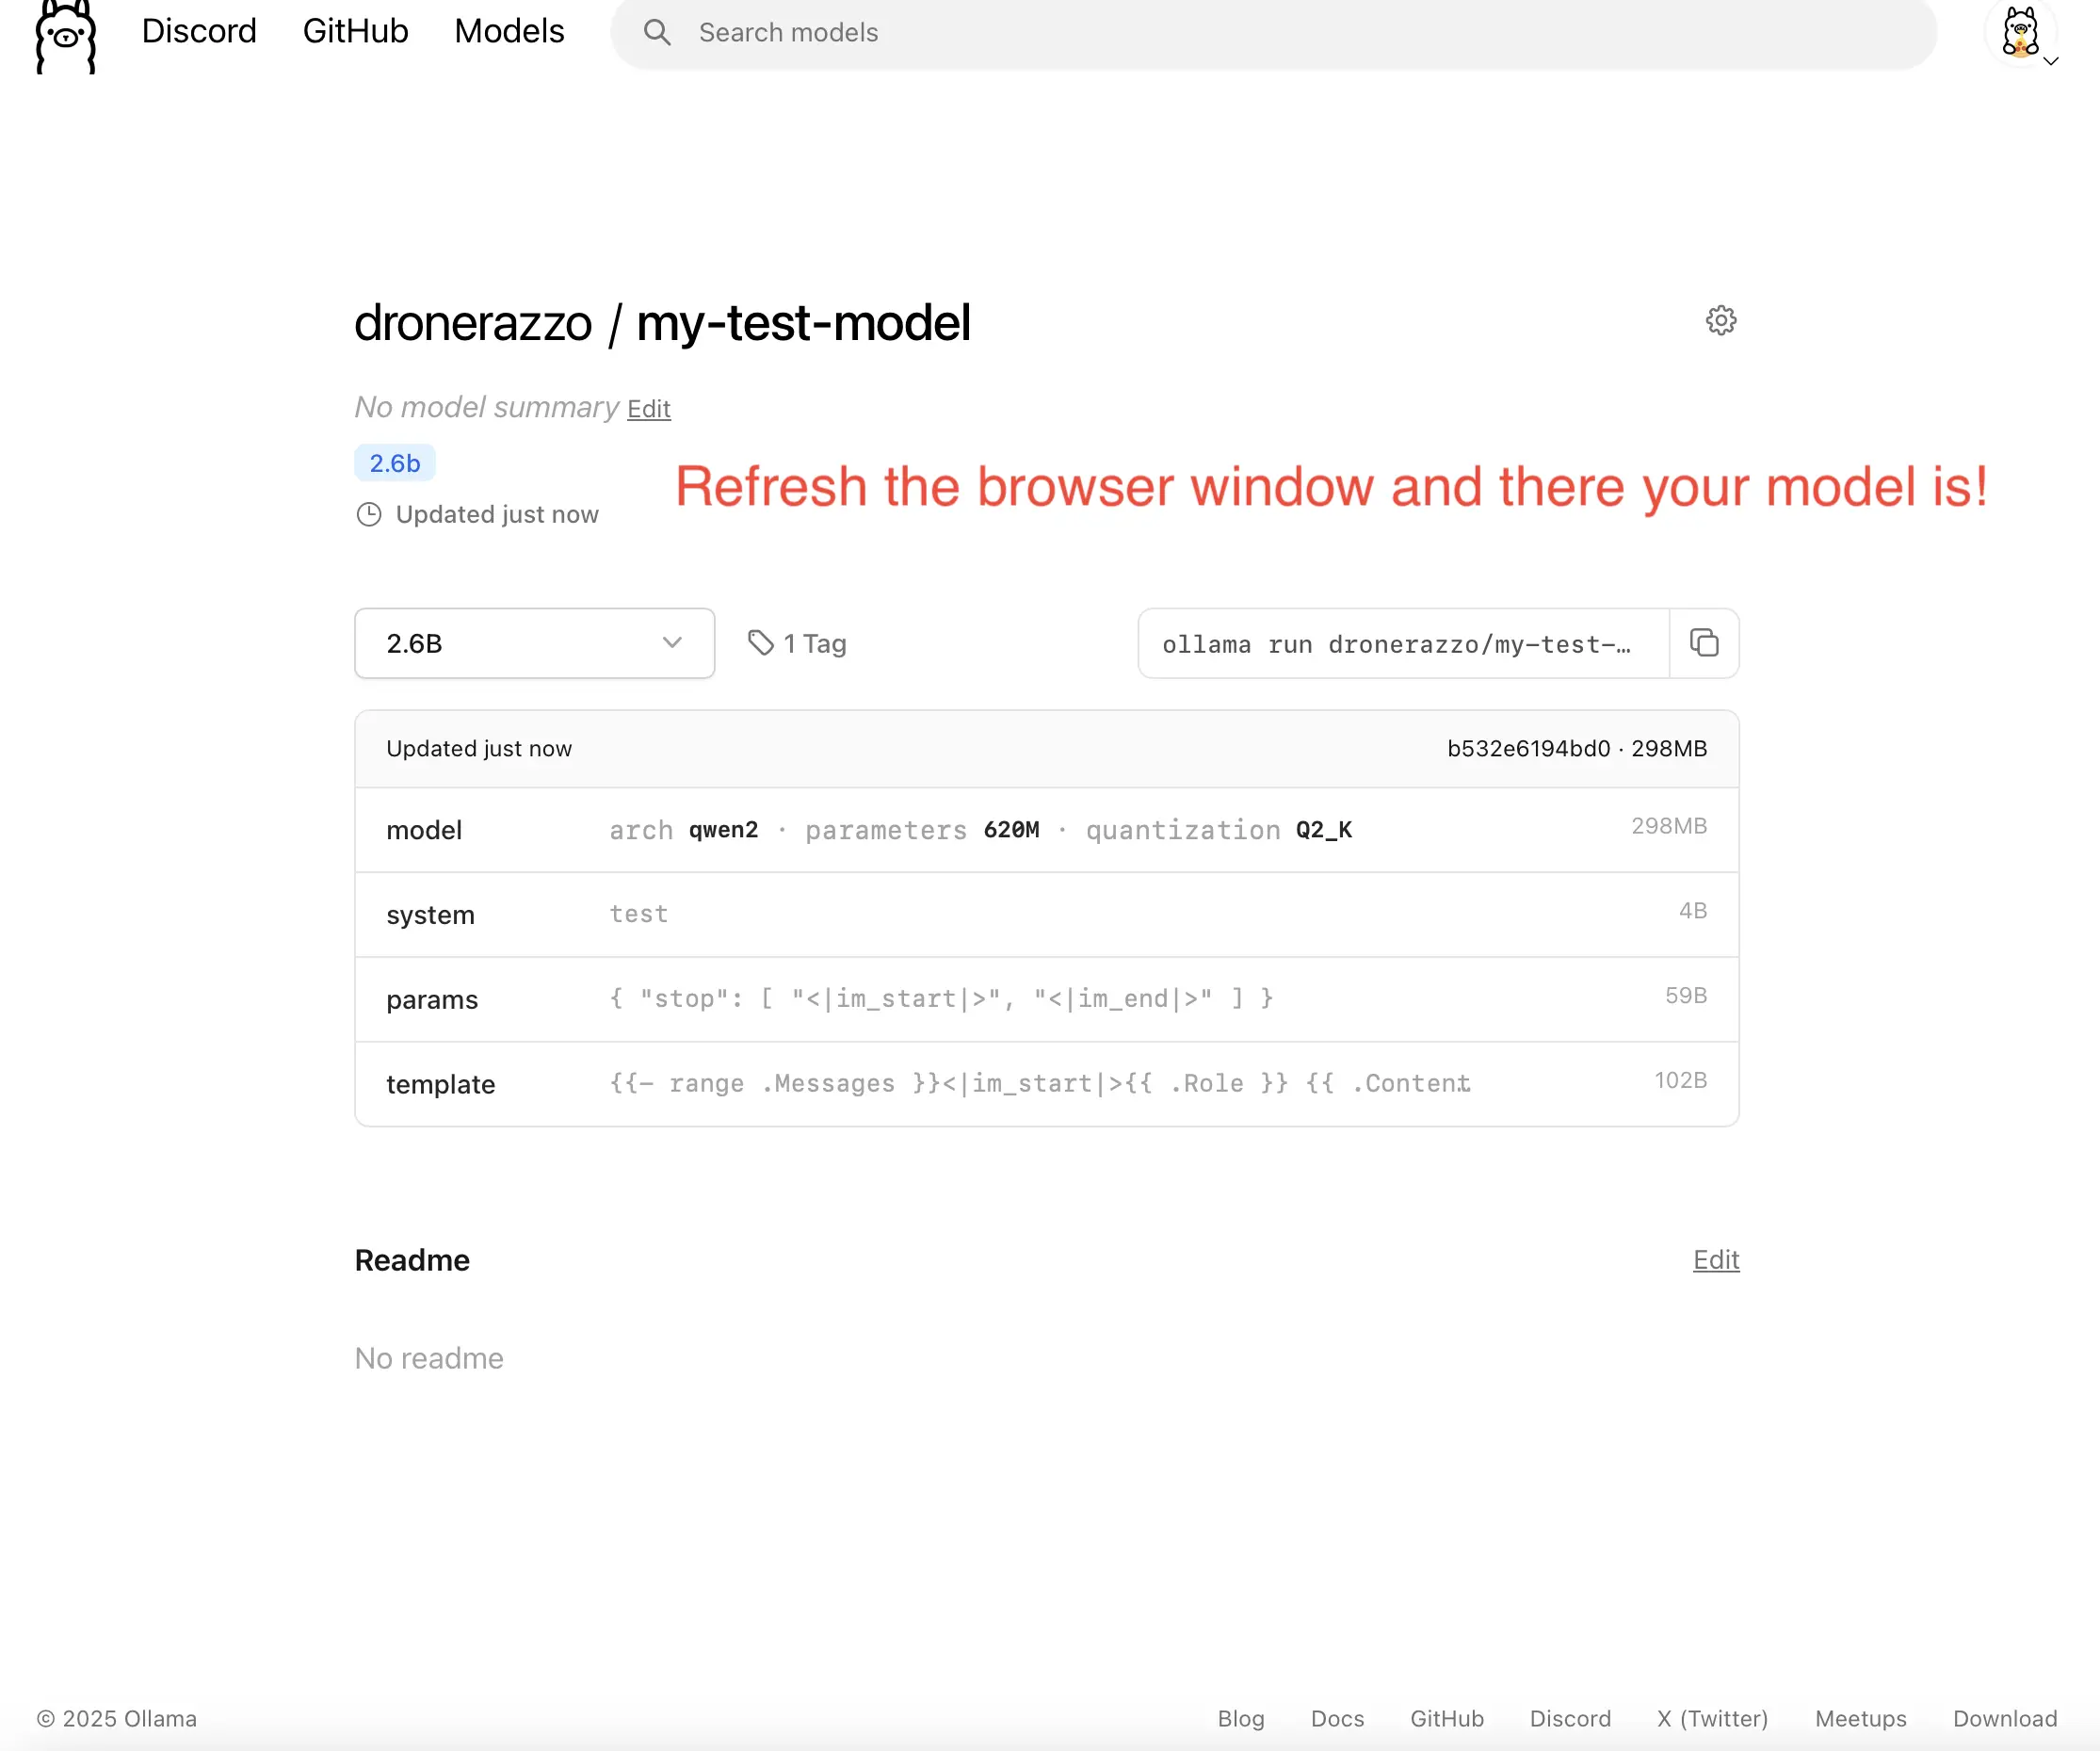 Discord GitHub Models Search models
dronerazzo / my-test-model
No model summary Edit
2.6b
Refresh the browser window and there your model is!
Updated just now
2.6B 1 Tag ollama run dronerazzo/my-test-…
Updated just now b532e6194bd0 · 298MB
model arch qwen2 · parameters 620M · quantization Q2_K 298MB
system test 4B
params { "stop": [ "<|im_start|>", "<|im_end|>" ] } 59B
template {{- range .Messages }}<|im_start|>{{ .Role }} {{ .Content… 102B
Readme Edit
No readme
© 2025 Ollama Blog Docs GitHub Discord X (Twitter) Meetups Download